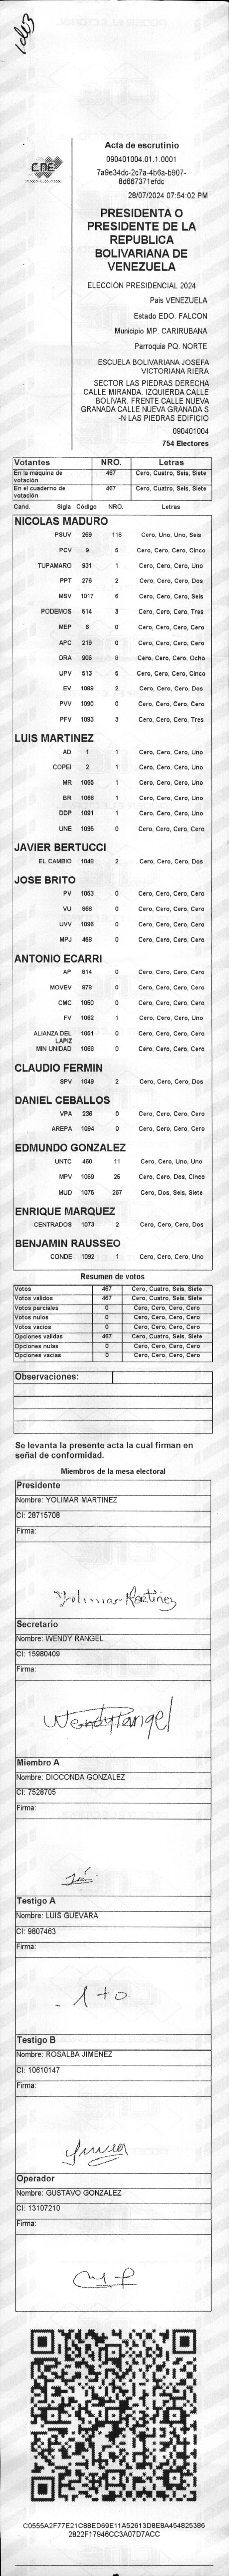 1 de 3
CNE
Acta de escrutinio
090401004.01.1.0001
7a9e34dc-2c7a-4b6a-b907-
8d667371efdc
28/07/2024 07:54:02 PM
PRESIDENTA O
PRESIDENTE DE LA
REPUBLICA
BOLIVARIANA DE
VENEZUELA
ELECCIÓN PRESIDENCIAL 2024
Pais VENEZUELA
Estado EDO. FALCON
Municipio MP. CARIRUBANA
Parroquia PQ. NORTE
ESCUELA BOLIVARIANA JOSEFA
VICTORIANA RIERA
SECTOR LAS PIEDRAS DERECHA
CALLE MIRANDA. IZQUIERDA CALLE
BOLIVAR. FRENTE CALLE NUEVA
GRANADA CALLE NUEVA GRANADA S
-N LAS PIEDRAS EDIFICIO
090401004
754 Electores
Votantes NRO. Letras
En la máquina de votación 467 Cero, Cuatro, Seis, Siete
En el cuaderno de votación 467 Cero, Cuatro, Seis, Siete
Cand. Sigla Código NRO. Letras
NICOLAS MADURO
PSUV 269 116 Cero, Uno, Uno, Seis
PCV 9 5 Cero, Cero, Cero, Cinco
TUPAMARO 931 1 Cero, Cero, Cero, Uno
PPT 276 2 Cero, Cero, Cero, Dos
MSV 1017 6 Cero, Cero, Cero, Seis
PODEMOS 514 3 Cero, Cero, Cero, Tres
MEP 6 0 Cero, Cero, Cero, Cero
APC 219 0 Cero, Cero, Cero, Cero
ORA 906 8 Cero, Cero, Cero, Ocho
UPV 513 5 Cero, Cero, Cero, Cinco
EV 1089 2 Cero, Cero, Cero, Dos
PVV 1090 0 Cero, Cero, Cero, Cero
PFV 1093 3 Cero, Cero, Cero, Tres
LUIS MARTINEZ
AD 1 1 Cero, Cero, Cero, Uno
COPEI 2 1 Cero, Cero, Cero, Uno
MR 1065 1 Cero, Cero, Cero, Uno
BR 1066 1 Cero, Cero, Cero, Uno
DDP 1091 1 Cero, Cero, Cero, Uno
UNE 1095 0 Cero, Cero, Cero, Cero
JAVIER BERTUCCI
EL CAMBIO 1048 2 Cero, Cero, Cero, Dos
JOSE BRITO
PV 1053 0 Cero, Cero, Cero, Cero
VU 868 0 Cero, Cero, Cero, Cero
UVV 1096 0 Cero, Cero, Cero, Cero
MPJ 459 0 Cero, Cero, Cero, Cero
ANTONIO ECARRI
AP 814 0 Cero, Cero, Cero, Cero
MOVEV 978 0 Cero, Cero, Cero, Cero
CMC 1050 0 Cero, Cero, Cero, Cero
FV 1062 1 Cero, Cero, Cero, Uno
ALIANZA DEL LAPIZ 1051 0 Cero, Cero, Cero, Cero
MIN UNIDAD 1068 0 Cero, Cero, Cero, Cero
CLAUDIO FERMIN
SPV 1049 2 Cero, Cero, Cero, Dos
DANIEL CEBALLOS
VPA 236 0 Cero, Cero, Cero, Cero
AREPA 1094 0 Cero, Cero, Cero, Cero
EDMUNDO GONZALEZ
UNTC 460 11 Cero, Cero, Uno, Uno
MPV 1069 25 Cero, Cero, Dos, Cinco
MUD 1075 267 Cero, Dos, Seis, Siete
ENRIQUE MARQUEZ
CENTRADOS 1073 2 Cero, Cero, Cero, Dos
BENJAMIN RAUSSEO
CONDE 1092 1 Cero, Cero, Cero, Uno
Resumen de votos
Votos 467 Cero, Cuatro, Seis, Siete
Votos validos 467 Cero, Cuatro, Seis, Siete
Votos parciales 0 Cero, Cero, Cero, Cero
Votos nulos 0 Cero, Cero, Cero, Cero
Votos vacios 0 Cero, Cero, Cero, Cero
Opciones validas 467 Cero, Cuatro, Seis, Siete
Opciones nulas 0 Cero, Cero, Cero, Cero
Opciones vacias 0 Cero, Cero, Cero, Cero
Observaciones:
Se levanta la presente acta la cual firman en
señal de conformidad.
Miembros de la mesa electoral
Presidente
Nombre: YOLIMAR MARTINEZ
CI: 28715708
Firma:
Yolimar Martinez
Secretario
Nombre: WENDY RANGEL
CI: 15980409
Firma:
Wendy Rangel
Miembro A
Nombre: DIOCONDA GONZALEZ
CI: 7528705
Firma:
Testigo A
Nombre: LUIS GUEVARA
CI: 9807463
Firma:
Testigo B
Nombre: ROSALBA JIMENEZ
CI: 10610147
Firma:
Operador
Nombre: GUSTAVO GONZALEZ
CI: 13107210
Firma:
C0555A2F77E21C88ED69E11A52613D8E8A454825386
2822F17946CC3A07D7ACC